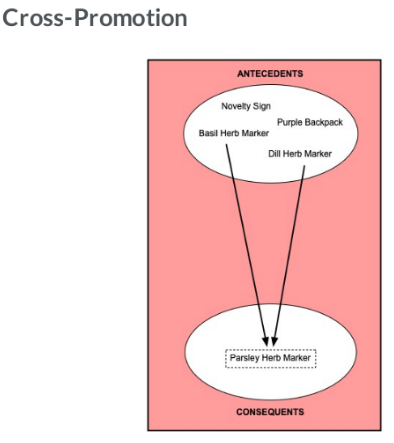 Cross-Promotion
ANTECEDENTS
Novelty Sign
Purple Backpack
Basil Herb Marker
Dill Herb Marker
Parsley Herb Marker
CONSEQUENTS